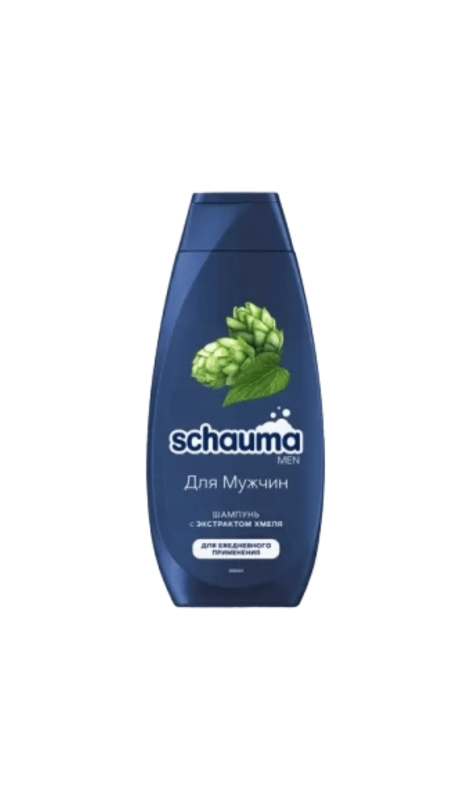 schauma
MEN
Для Мужчин
ШАМПУНЬ
с ЭКСТРАКТОМ ХМЕЛЯ
ДЛЯ ЕЖЕДНЕВНОГО
ПРИМЕНЕНИЯ